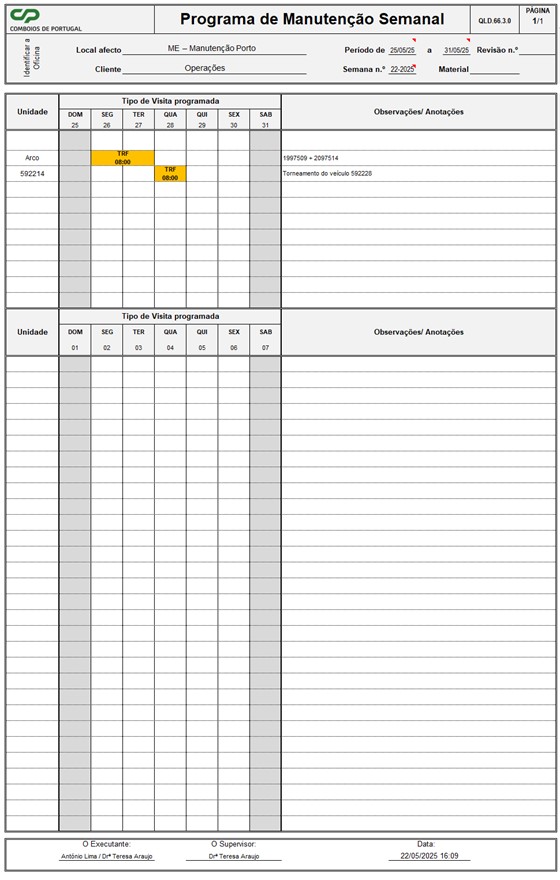 CP
COMBOIOS DE PORTUGAL
Programa de Manutenção Semanal
QLD.66.3.0
PÁGINA
1/1
Identificar a
Oficina
Local afecto ME – Manutenção Porto
Periodo de 25/05/25 a 31/05/25 Revisão n.º
Cliente Operações
Semana n.º 22-2025 Material
Unidade
Tipo de Visita programada
Observações/ Anotações
DOM SEG TER QUA QUI SEX SAB
25 26 27 28 29 30 31
Arco TRF 08:00 1997509 + 2097514
592214 TRF 08:00 Torneamento do veículo 592228
Unidade
Tipo de Visita programada
Observações/ Anotações
DOM SEG TER QUA QUI SEX SAB
01 02 03 04 05 06 07
O Executante: O Supervisor: Data:
António Lima / Drª Teresa Araujo Drª Teresa Araujo 22/05/2025 16:09